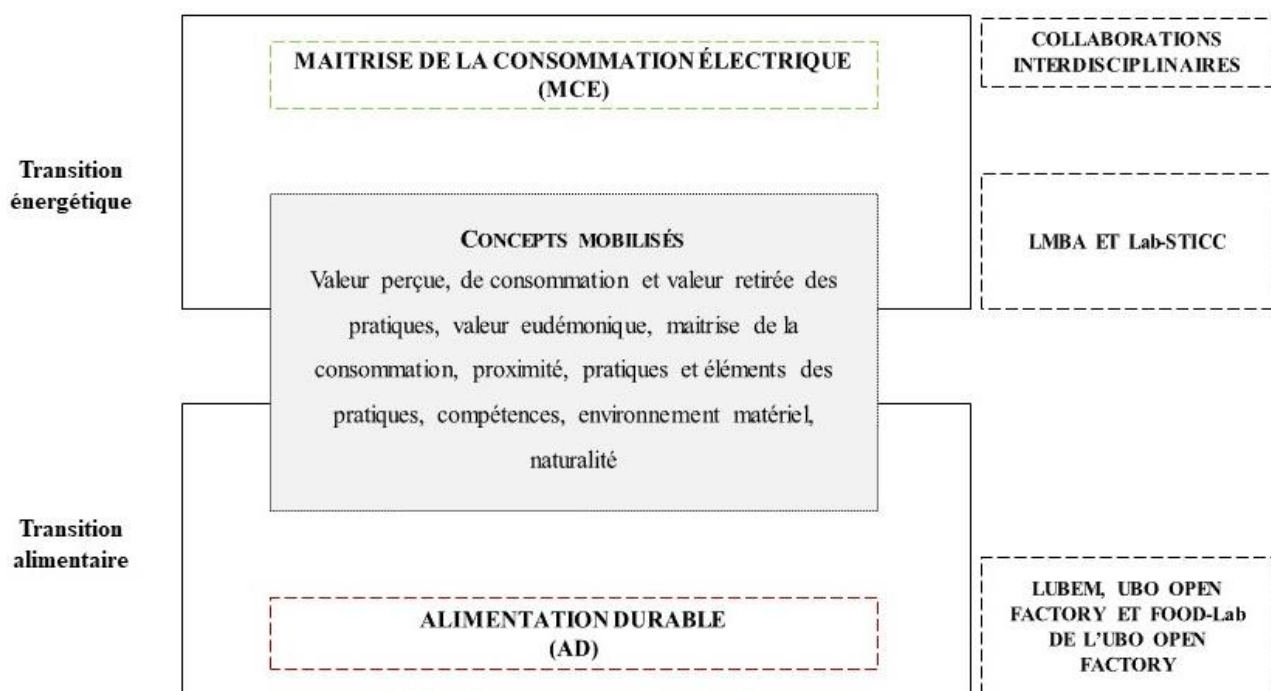 MAITRISE DE LA CONSOMMATION ÉLECTRIQUE
(MCE)
COLLABORATIONS
INTERDISCIPLINAIRES
Transition
énergétique
LMBA ET Lab-STICC
CONCEPTS MOBILISÉS
Valeur perçue, de consommation et valeur retirée des
pratiques, valeur eudémonique, maitrise de la
consommation, proximité, pratiques et éléments des
pratiques, compétences, environnement matériel,
naturalité
Transition
alimentaire
ALIMENTATION DURABLE
(AD)
LUBEM, UBO OPEN
FACTORY ET FOOD-Lab
DE L'UBO OPEN
FACTORY